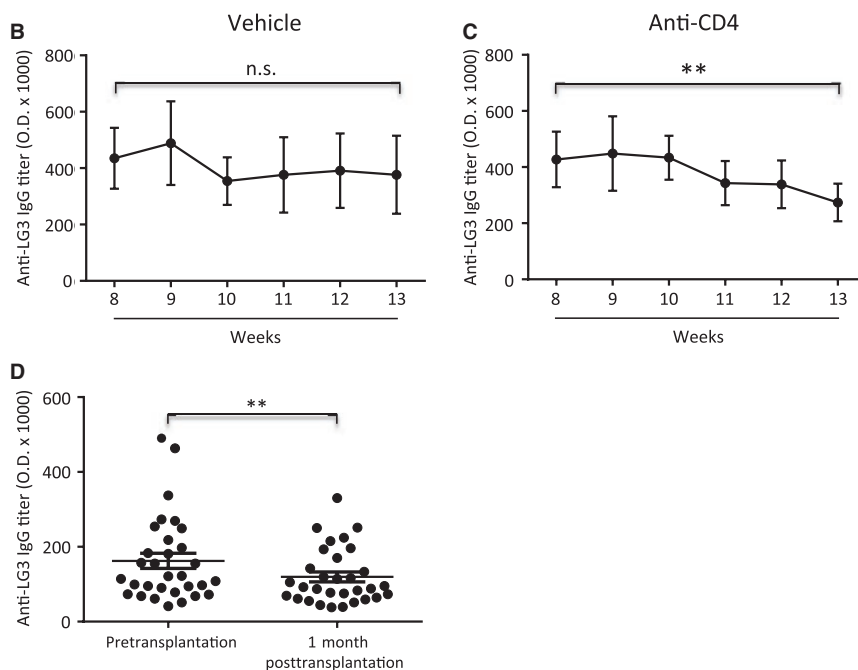 B
Vehicle
Anti-LG3 IgG titer (O.D. x 1000)
800
600
400
200
0
n.s.
8 9 10 11 12 13
Weeks
C
Anti-CD4
Anti-LG3 IgG titer (O.D. x 1000)
800
600
400
200
0
**
8 9 10 11 12 13
Weeks
D
Anti-LG3 IgG titer (O.D. x 1000)
600
400
200
0
**
Pretransplantation
1 month
posttransplantation